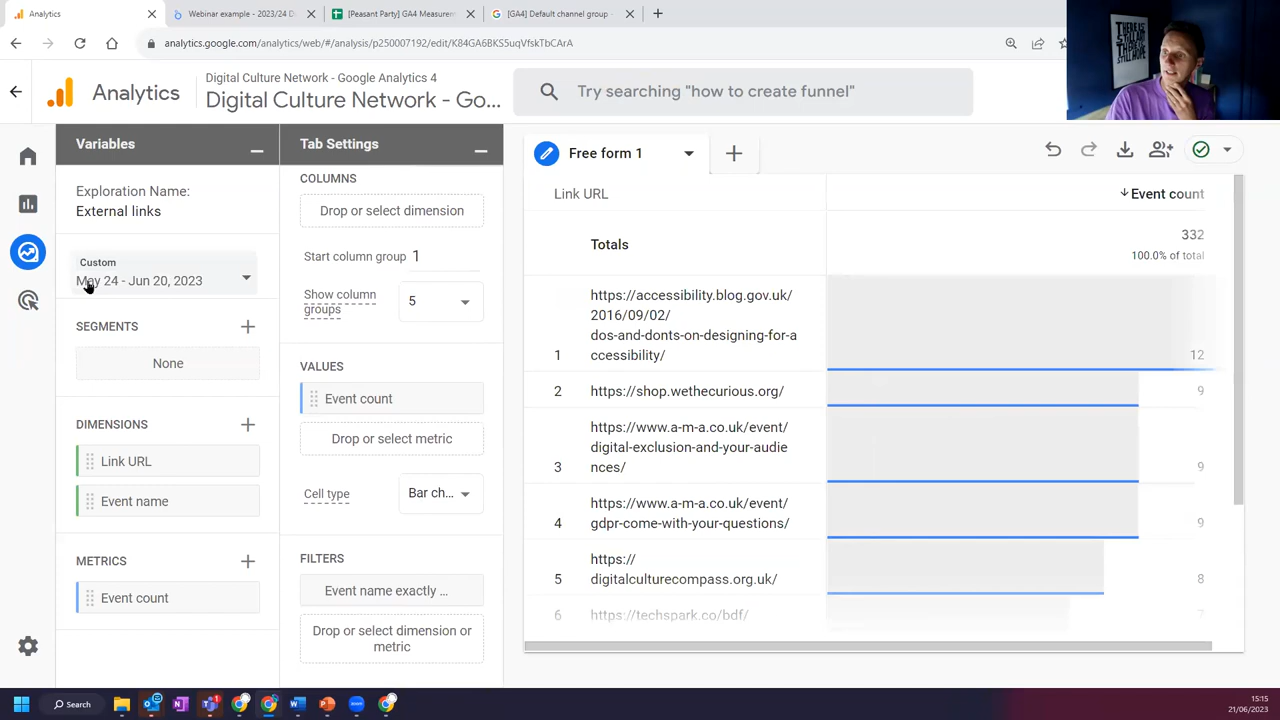 Analytics
Webinar example - 2023/24 D
[Peasant Party] GA4 Measurem
[GA4] Default channel group -
analytics.google.com/analytics/web/#/analysis/p250007192/edit/K84GA6BKS5uqVfskTbCArA
THERE IS
STILL HOPE
Analytics
Digital Culture Network - Google Analytics 4
Digital Culture Network - Go...
Try searching "how to create funnel"
Variables
Exploration Name:
External links
Custom
May 24 - Jun 20, 2023
SEGMENTS
None
DIMENSIONS
Link URL
Event name
METRICS
Event count
Tab Settings
COLUMNS
Drop or select dimension
Start column group 1
Show column
groups
5
VALUES
Event count
Drop or select metric
Cell type
Bar ch...
FILTERS
Event name exactly ...
Drop or select dimension or
metric
Free form 1
Link URL
Event count
Totals
332
100.0% of total
1
https://accessibility.blog.gov.uk/
2016/09/02/
dos-and-donts-on-designing-for-a
ccessibility/
12
2 https://shop.wethecurious.org/ 9
3
https://www.a-m-a.co.uk/event/
digital-exclusion-and-your-audie
nces/
9
4
https://www.a-m-a.co.uk/event/
gdpr-come-with-your-questions/
9
5
https://
digitalculturecompass.org.uk/
8
6 https://techspark.co/bdf/ 7
Search
15:15
21/06/2023